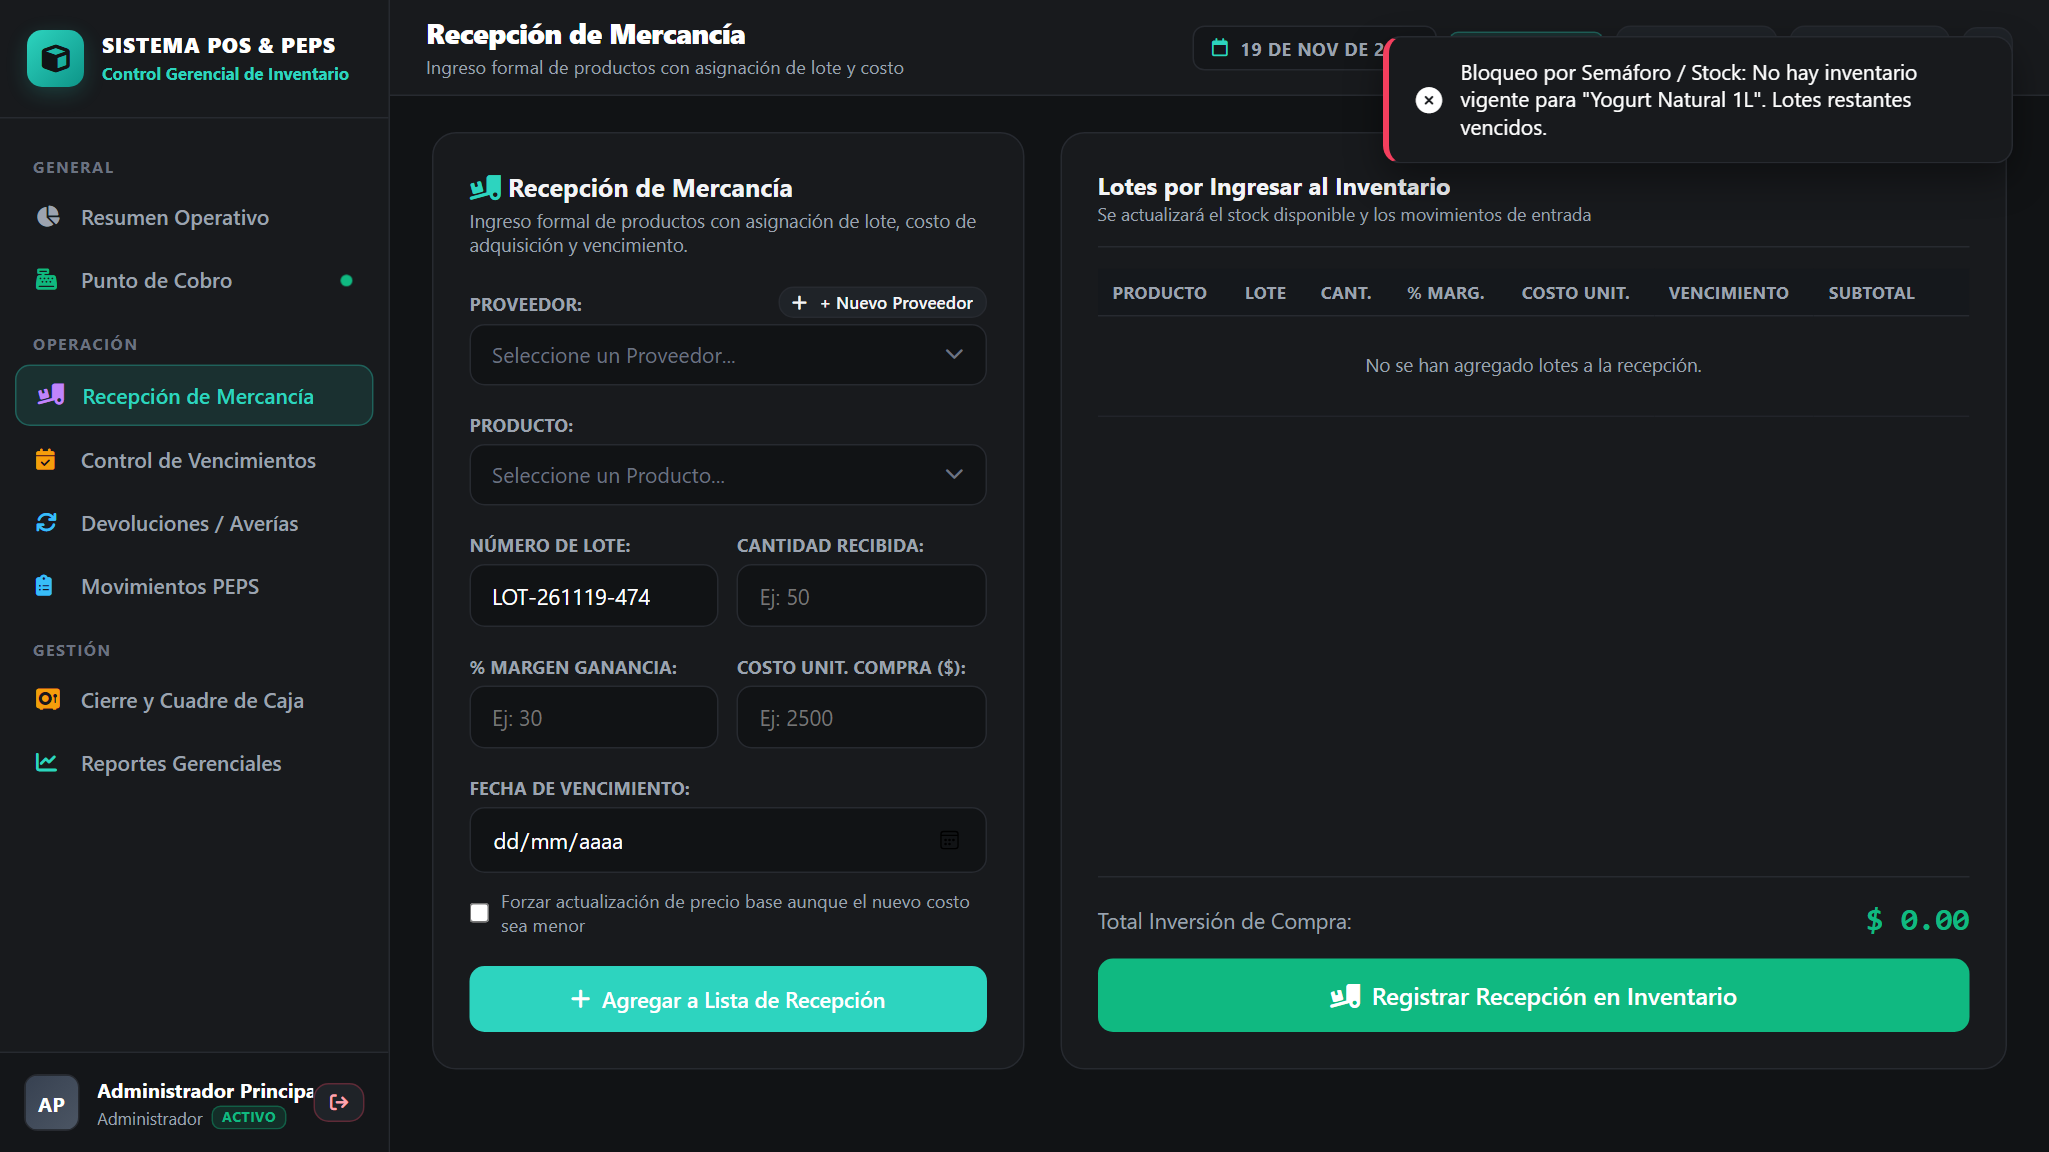 SISTEMA POS & PEPS
Control Gerencial de Inventario
GENERAL
Resumen Operativo
Punto de Cobro
OPERACIÓN
Recepción de Mercancía
Control de Vencimientos
Devoluciones / Averías
Movimientos PEPS
GESTIÓN
Cierre y Cuadre de Caja
Reportes Gerenciales
AP
Administrador Principa
Administrador ACTIVO
Recepción de Mercancía
Ingreso formal de productos con asignación de lote y costo
19 DE NOV DE 2
Bloqueo por Semáforo / Stock: No hay inventario
vigente para "Yogurt Natural 1L". Lotes restantes
vencidos.
Recepción de Mercancía
Ingreso formal de productos con asignación de lote, costo de
adquisición y vencimiento.
PROVEEDOR: + + Nuevo Proveedor
Seleccione un Proveedor...
PRODUCTO:
Seleccione un Producto...
NÚMERO DE LOTE: CANTIDAD RECIBIDA:
LOT-261119-474 Ej: 50
% MARGEN GANANCIA: COSTO UNIT. COMPRA ($):
Ej: 30 Ej: 2500
FECHA DE VENCIMIENTO:
dd/mm/aaaa
Forzar actualización de precio base aunque el nuevo costo
sea menor
+ Agregar a Lista de Recepción
Lotes por Ingresar al Inventario
Se actualizará el stock disponible y los movimientos de entrada
PRODUCTO LOTE CANT. % MARG. COSTO UNIT. VENCIMIENTO SUBTOTAL
No se han agregado lotes a la recepción.
Total Inversión de Compra: $ 0.00
Registrar Recepción en Inventario